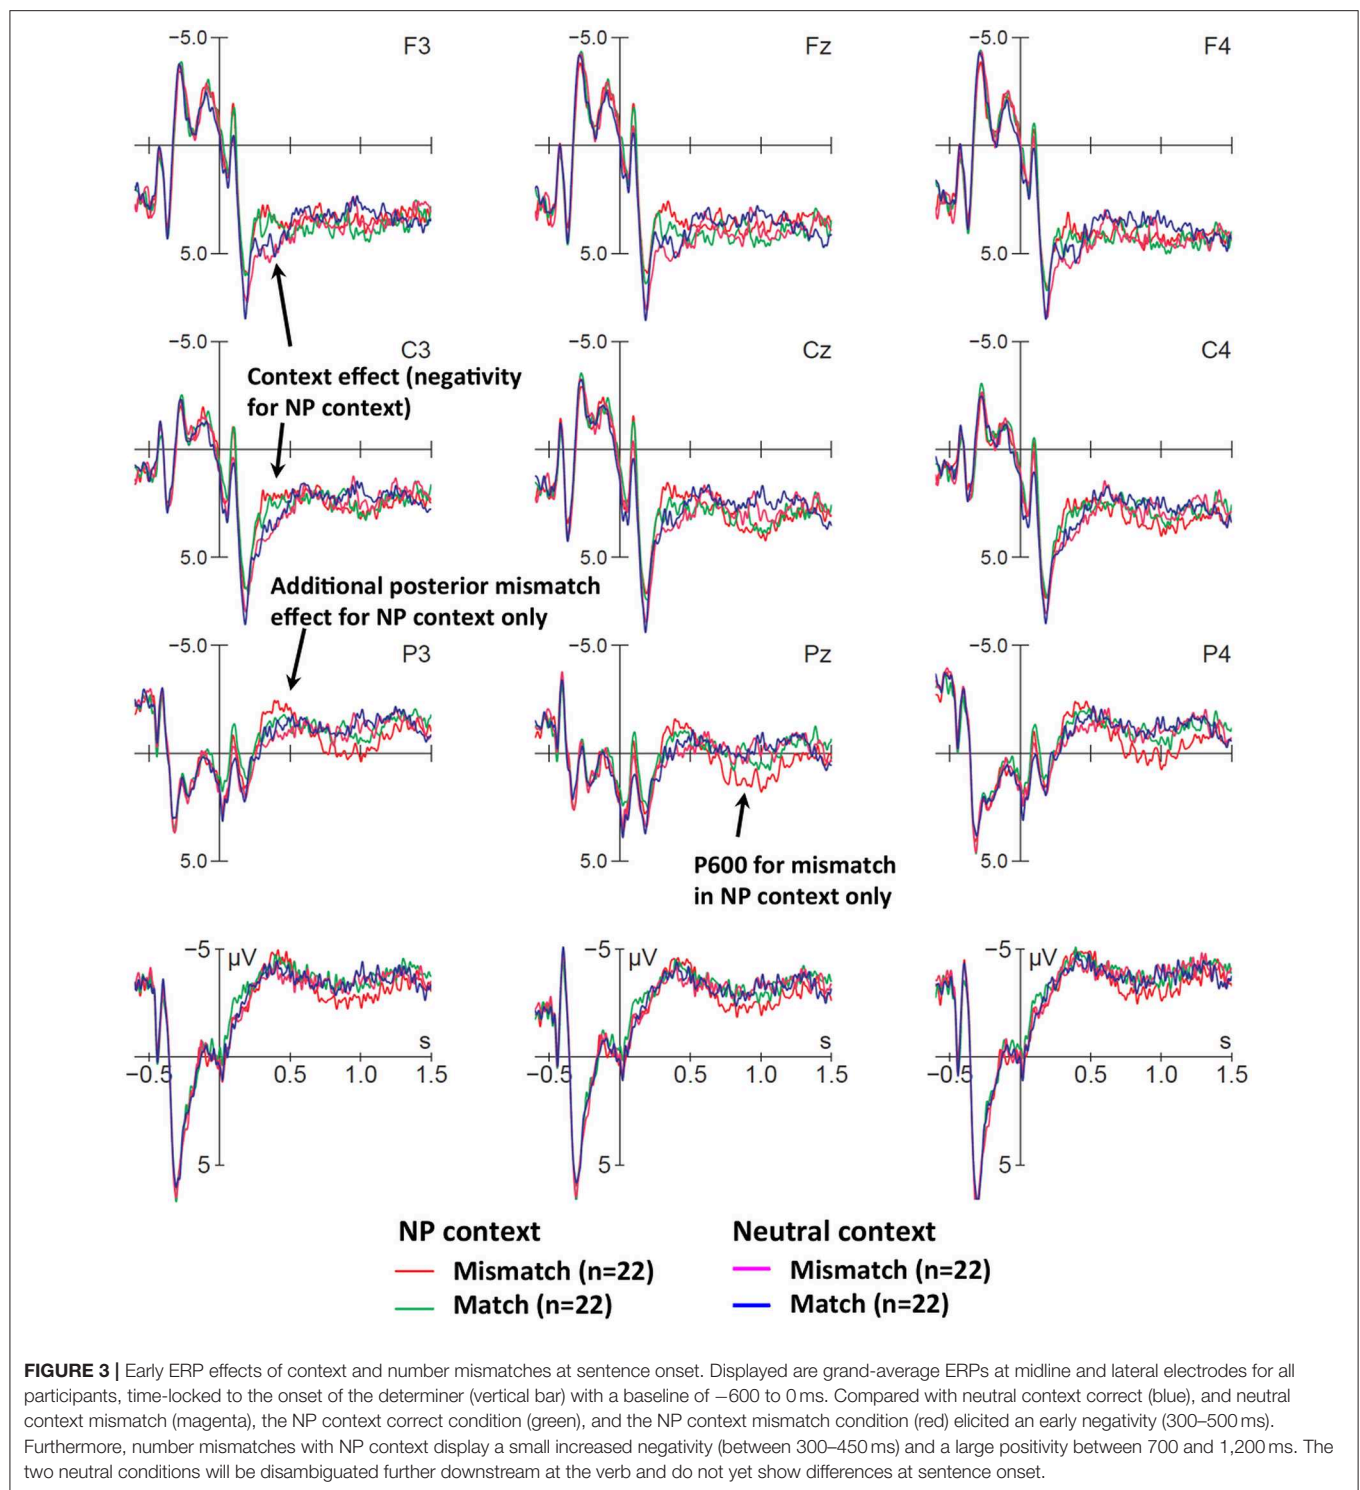 −5.0 F3 −5.0 Fz −5.0 F4
5.0 5.0 5.0
−5.0 C3 −5.0 Cz −5.0 C4
Context effect (negativity
for NP context)
5.0 5.0 5.0
Additional posterior mismatch
effect for NP context only
−5.0 P3 −5.0 Pz −5.0 P4
5.0 5.0 5.0
P600 for mismatch
in NP context only
−5 µV −5 µV −5 µV
s s s
−0.5 0.5 1.0 1.5 −0.5 0.5 1.0 1.5 −0.5 0.5 1.0 1.5
5 5 5
NP context Neutral context
Mismatch (n=22) Mismatch (n=22)
Match (n=22) Match (n=22)
FIGURE 3 | Early ERP effects of context and number mismatches at sentence onset. Displayed are grand-average ERPs at midline and lateral electrodes for all
participants, time-locked to the onset of the determiner (vertical bar) with a baseline of −600 to 0 ms. Compared with neutral context correct (blue), and neutral
context mismatch (magenta), the NP context correct condition (green), and the NP context mismatch condition (red) elicited an early negativity (300–500 ms).
Furthermore, number mismatches with NP context display a small increased negativity (between 300–450 ms) and a large positivity between 700 and 1,200 ms. The
two neutral conditions will be disambiguated further downstream at the verb and do not yet show differences at sentence onset.